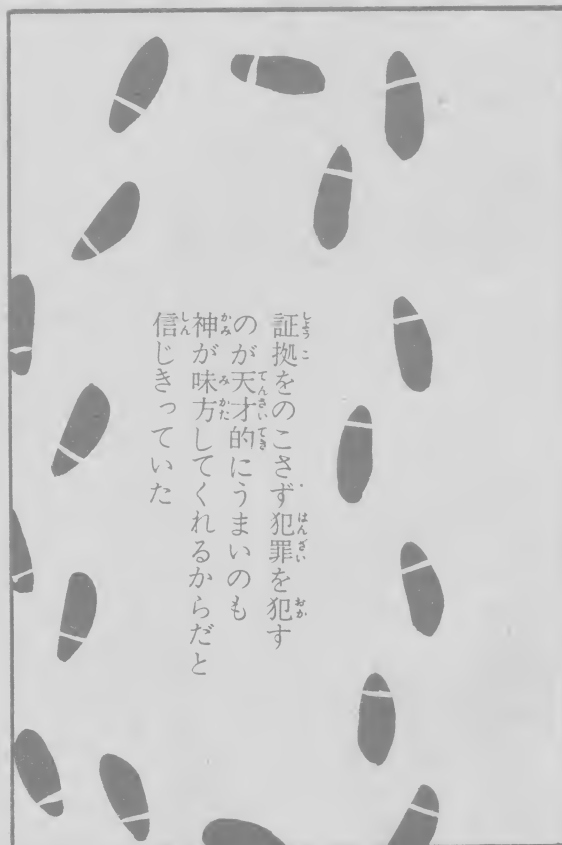 証拠をのこさず犯罪を犯す
のが天才的にうまいのも
神が味方してくれるからだと
信じきっていた